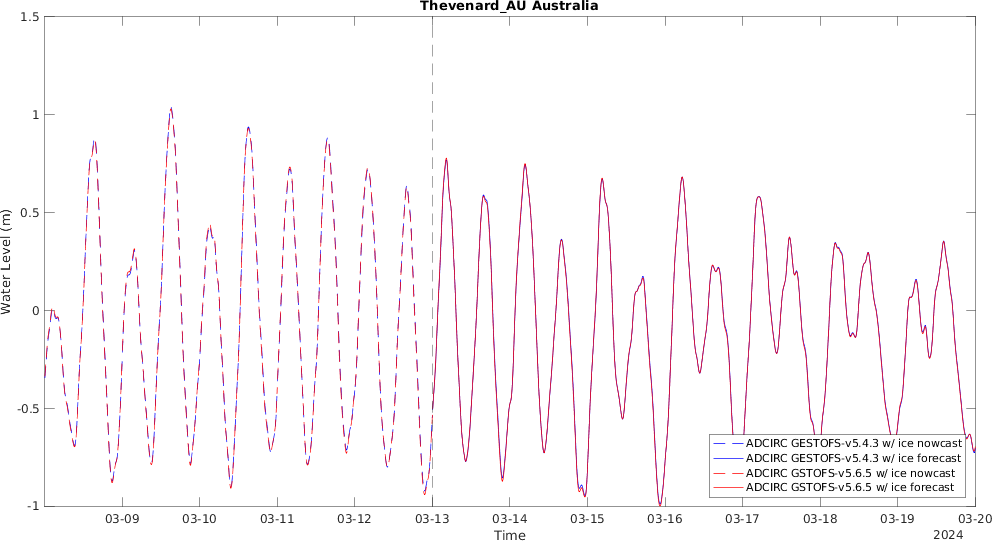 Thevenard_AU Australia
1.5
1
0.5
0
-0.5
-1
Water Level (m)
03-09 03-10 03-11 03-12 03-13 03-14 03-15 03-16 03-17 03-18 03-19 03-20
Time
2024
ADCIRC GESTOFS-v5.4.3 w/ ice nowcast
ADCIRC GESTOFS-v5.4.3 w/ ice forecast
ADCIRC GSTOFS-v5.6.5 w/ ice nowcast
ADCIRC GSTOFS-v5.6.5 w/ ice forecast